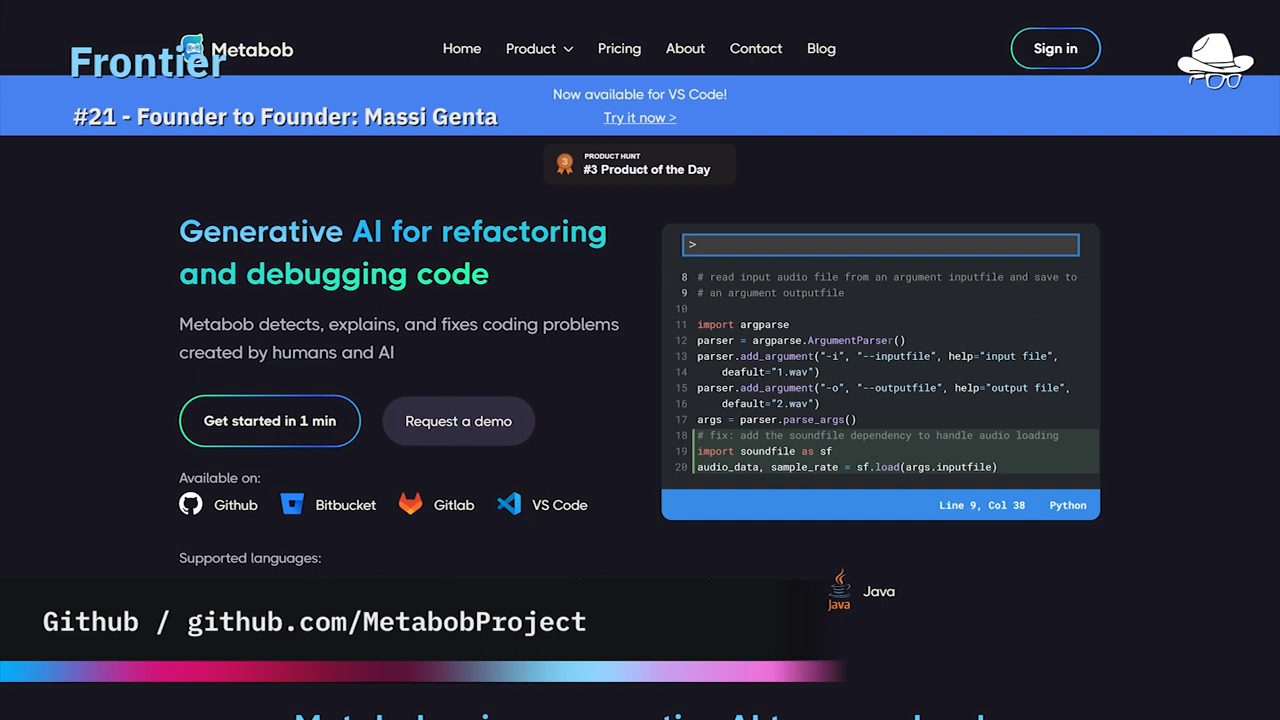 Frontier
Metabob
Home Product Pricing About Contact Blog
Sign in
Now available for VS Code!
#21 - Founder to Founder: Massi Genta
Try it now >
3
PRODUCT HUNT
#3 Product of the Day
Generative AI for refactoring
and debugging code
Metabob detects, explains, and fixes coding problems
created by humans and AI
Get started in 1 min
Request a demo
Available on:
Github
Bitbucket
Gitlab
VS Code
>
8 # read input audio file from an argument inputfile and save to
9 # an argument outputfile
10
11 import argparse
12 parser = argparse.ArgumentParser()
13 parser.add_argument("-i", "--inputfile", help="input file",
14 deafult="1.wav")
15 parser.add_argument("-o", "--outputfile", help="output file",
16 default="2.wav")
17 args = parser.parse_args()
18 # fix: add the soundfile dependency to handle audio loading
19 import soundfile as sf
20 audio_data, sample_rate = sf.load(args.inputfile)
Line 9, Col 38 Python
Supported languages:
Java
Java
Github / github.com/MetabobProject